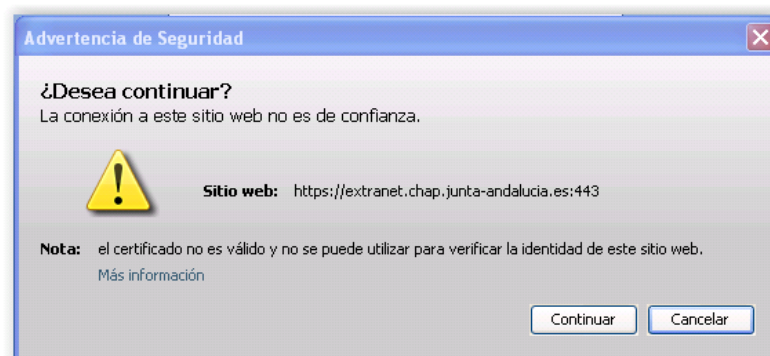 Advertencia de Seguridad
¿Desea continuar?
La conexión a este sitio web no es de confianza.
Sitio web: https://extranet.chap.junta-andalucia.es:443
Nota: el certificado no es válido y no se puede utilizar para verificar la identidad de este sitio web.
Más información
Continuar Cancelar